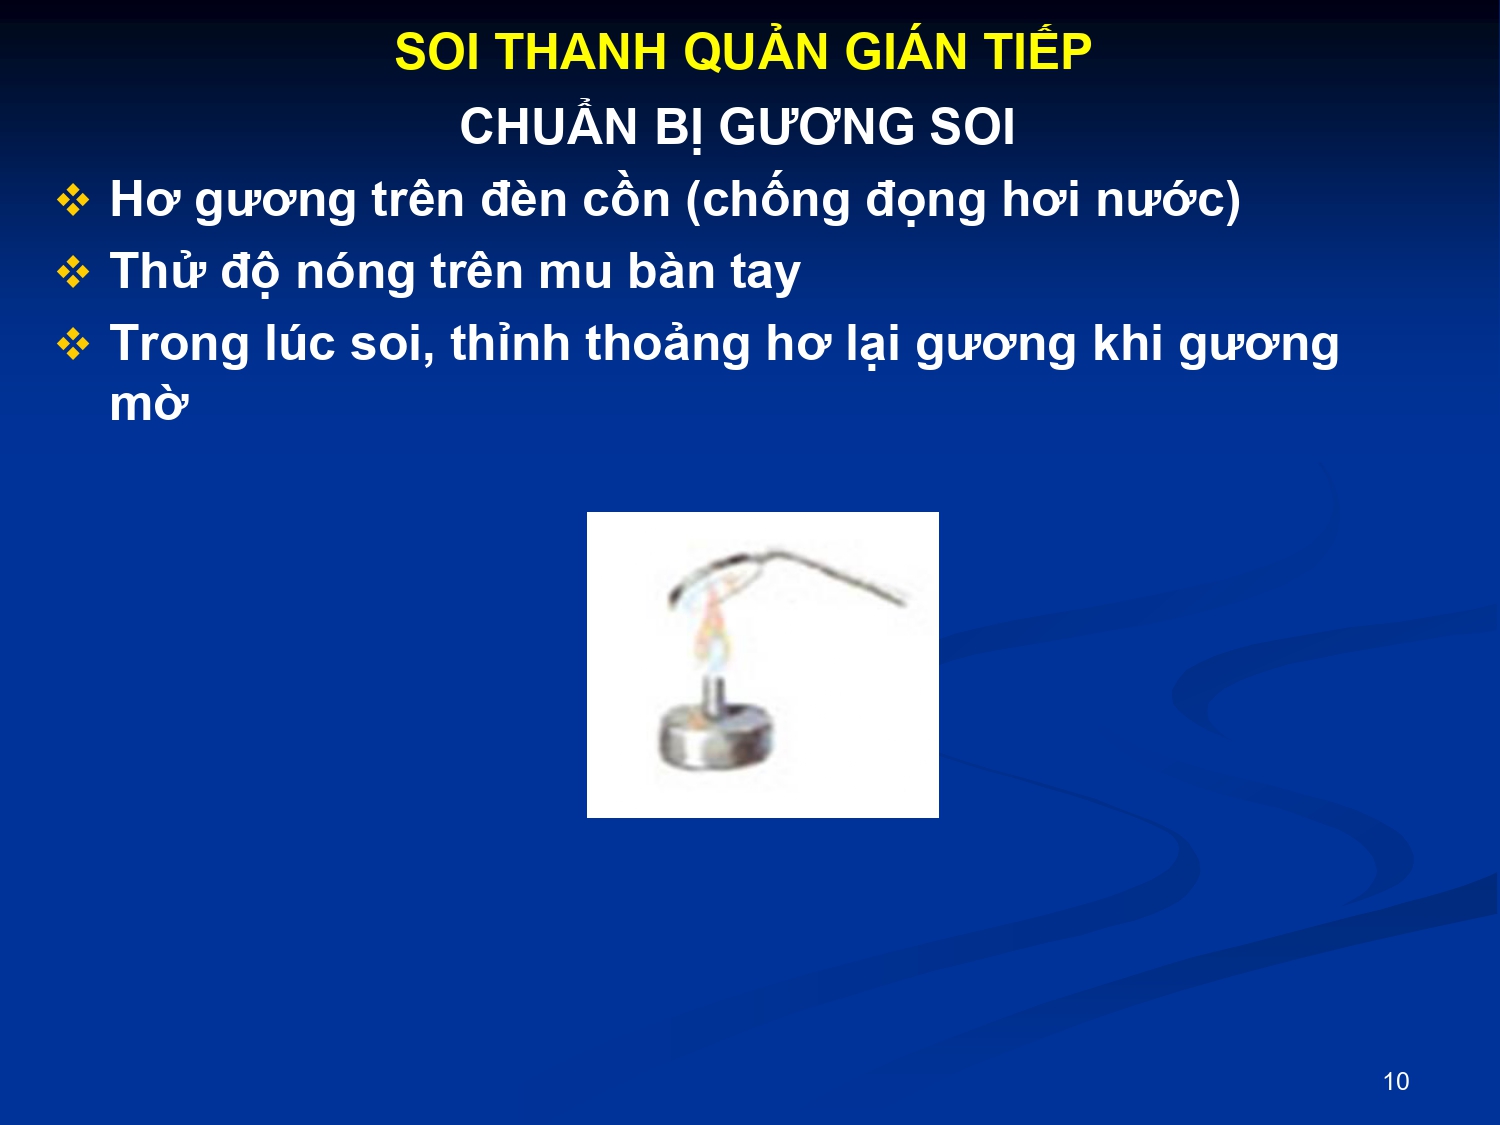 SOI THANH QUẢN GIÁN TIẾP
CHUẨN BỊ GƯƠNG SOI
Hơ gương trên đèn cồn (chống đọng hơi nước)
Thử độ nóng trên mu bàn tay
Trong lúc soi, thỉnh thoảng hơ lại gương khi gương
mờ
10